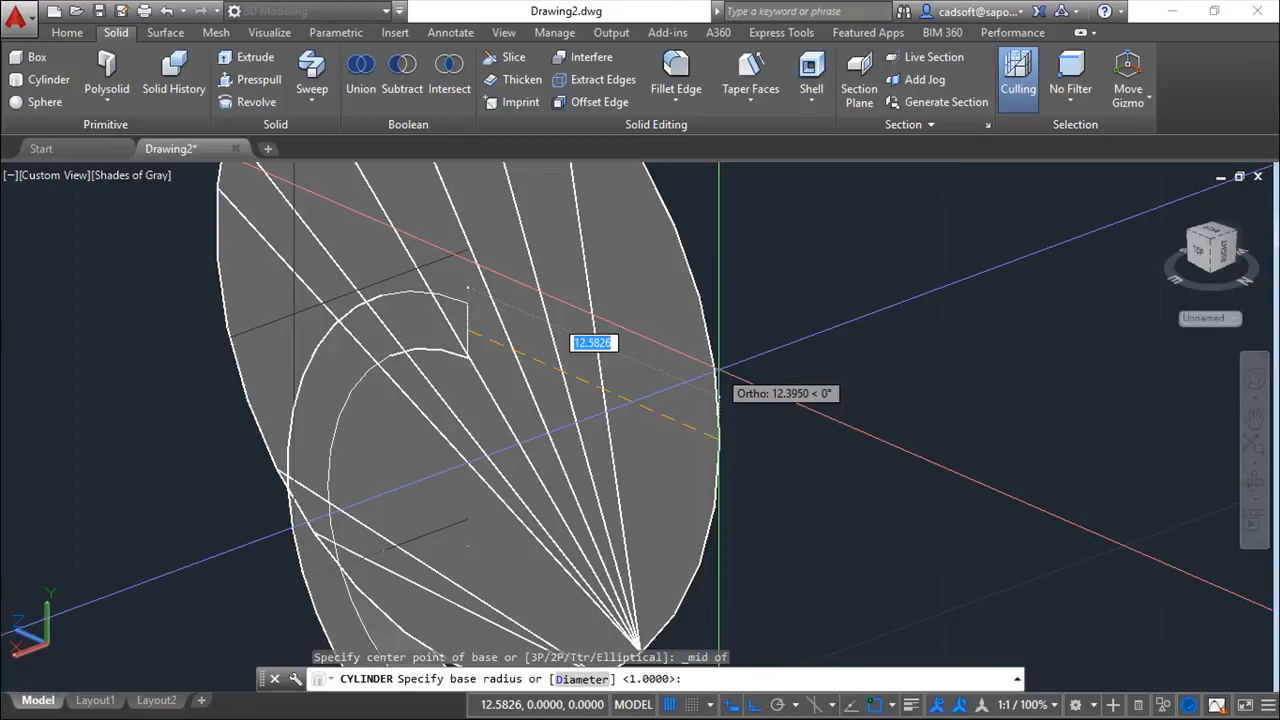 3D Modeling
Drawing2.dwg
Type a keyword or phrase
cadsoft@sapo...
Home Solid Surface Mesh Visualize Parametric Insert Annotate View Manage Output Add-ins A360 Express Tools Featured Apps BIM 360 Performance
Box
Cylinder
Sphere
Polysolid
Solid History
Extrude
Presspull
Revolve
Sweep
Union
Subtract
Intersect
Slice
Thicken
Imprint
Interfere
Extract Edges
Offset Edge
Fillet Edge
Taper Faces
Shell
Section
Plane
Live Section
Add Jog
Generate Section
Culling
No Filter
Move
Gizmo
Primitive
Solid
Boolean
Solid Editing
Section
Selection
Start
Drawing2*
[−][Custom View][Shades of Gray]
TOP
RIGHT
Unnamed
12.5826
Ortho: 12.3950 < 0°
Y
Z
X
Specify center point of base or [3P/2P/Ttr/Elliptical]: _mid of
CYLINDER Specify base radius or [Diameter] <1.0000>:
Model Layout1 Layout2
12.5826, 0.0000, 0.0000 MODEL
1:1 / 100%